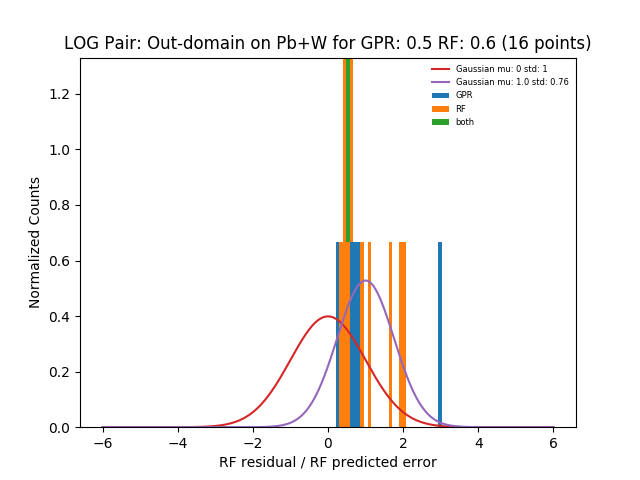 LOG Pair: Out-domain on Pb+W for GPR: 0.5 RF: 0.6 (16 points)
Gaussian mu: 0 std: 1
Gaussian mu: 1.0 std: 0.76
GPR
RF
both
Normalized Counts
1.2
1.0
0.8
0.6
0.4
0.2
0.0
−6 −4 −2 0 2 4 6
RF residual / RF predicted error